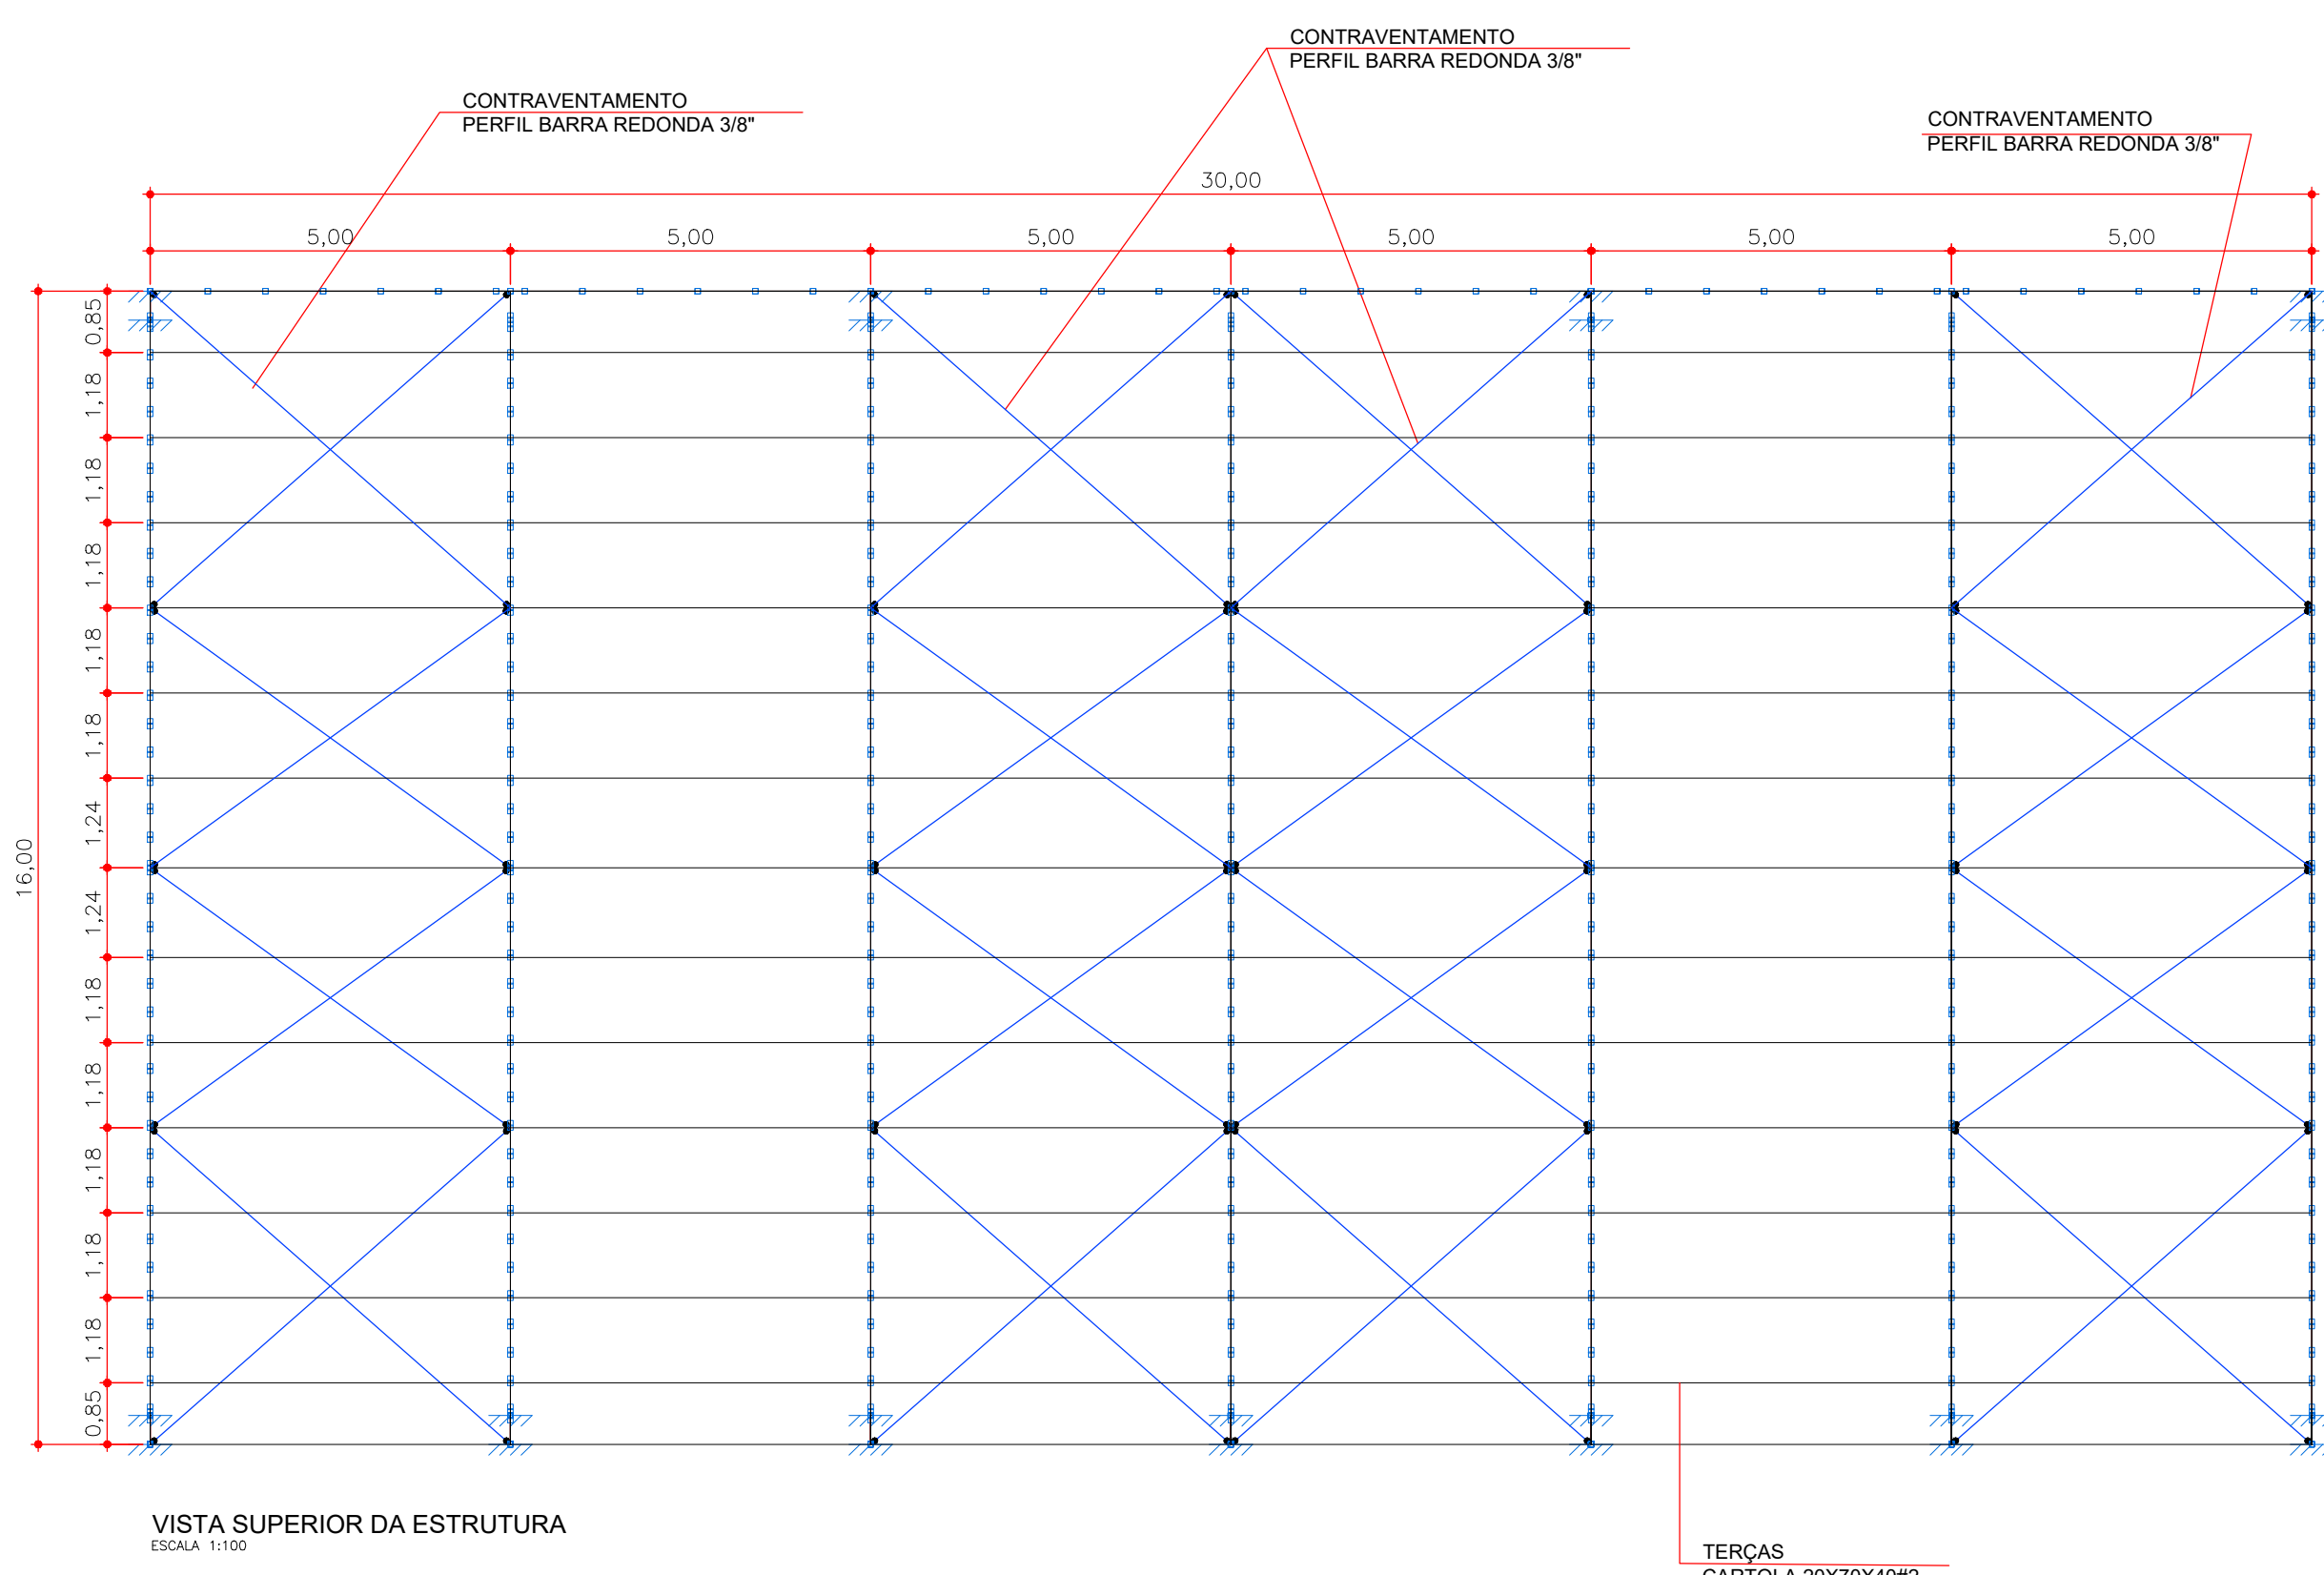 CONTRAVENTAMENTO
PERFIL BARRA REDONDA 3/8"
CONTRAVENTAMENTO
PERFIL BARRA REDONDA 3/8"
CONTRAVENTAMENTO
PERFIL BARRA REDONDA 3/8"
30,00
5,00
5,00
5,00
5,00
5,00
5,00
0,85
1,18
1,18
1,18
1,18
1,18
1,24
16,00
1,24
1,18
1,18
1,18
1,18
1,18
0,85
VISTA SUPERIOR DA ESTRUTURA
ESCALA 1:100
TERÇAS
CARTOLA 20X70X40#2